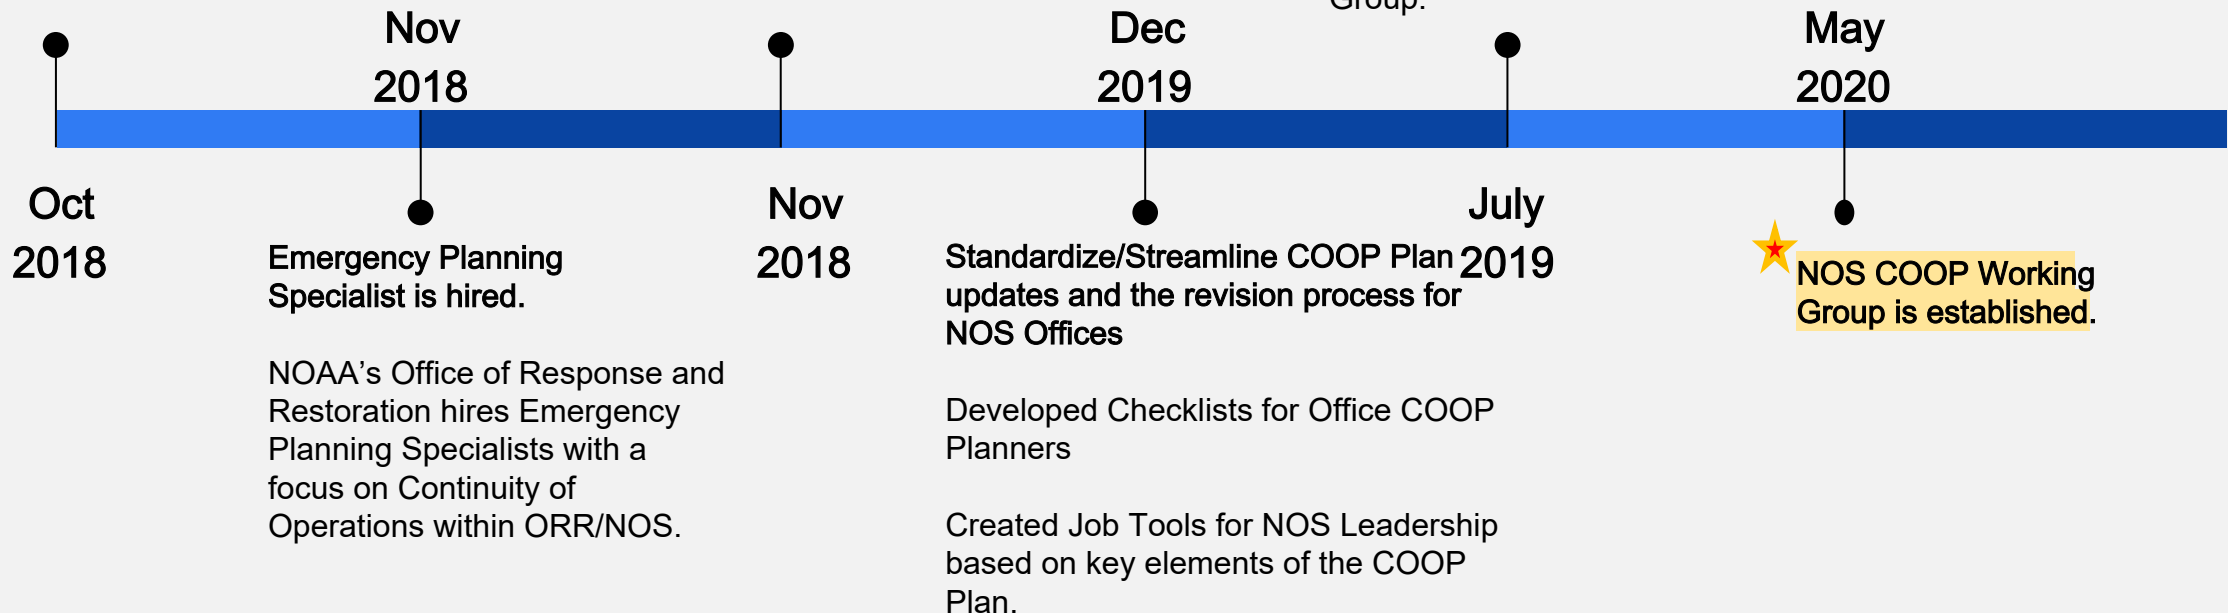 Group.
Nov
2018
Dec
2019
May
2020
Oct
2018
Nov
2018
July
2019
Emergency Planning
Specialist is hired.
NOAA’s Office of Response and
Restoration hires Emergency
Planning Specialists with a
focus on Continuity of
Operations within ORR/NOS.
Standardize/Streamline COOP Plan
updates and the revision process for
NOS Offices
Developed Checklists for Office COOP
Planners
Created Job Tools for NOS Leadership
based on key elements of the COOP
Plan.
NOS COOP Working
Group is established.